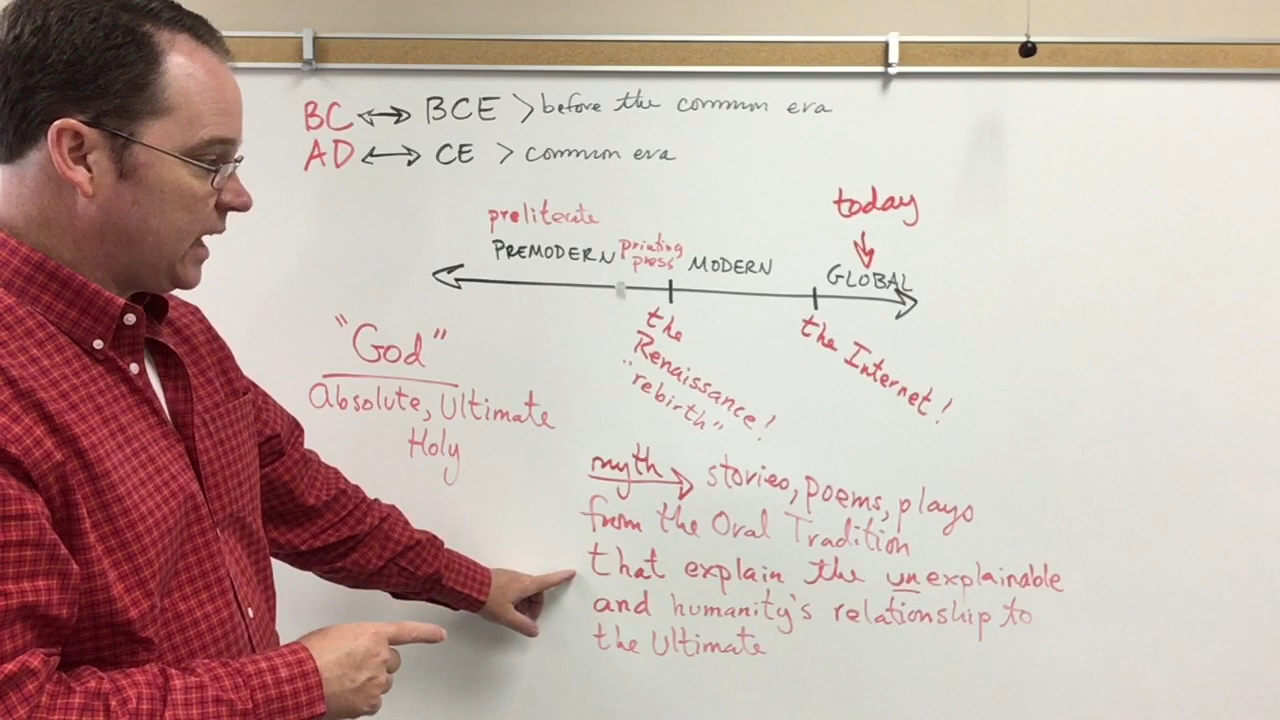 BC ↔ BCE > before the common era
AD ↔ CE > common era
today
preliterate
PREMODERN
printing
press
MODERN
GLOBAL
the
Renaissance!
"rebirth"
the Internet!
"God"
Absolute, Ultimate
Holy
myth → stories, poems, plays
from the Oral Tradition
that explain the unexplainable
and humanity's relationship to
the Ultimate